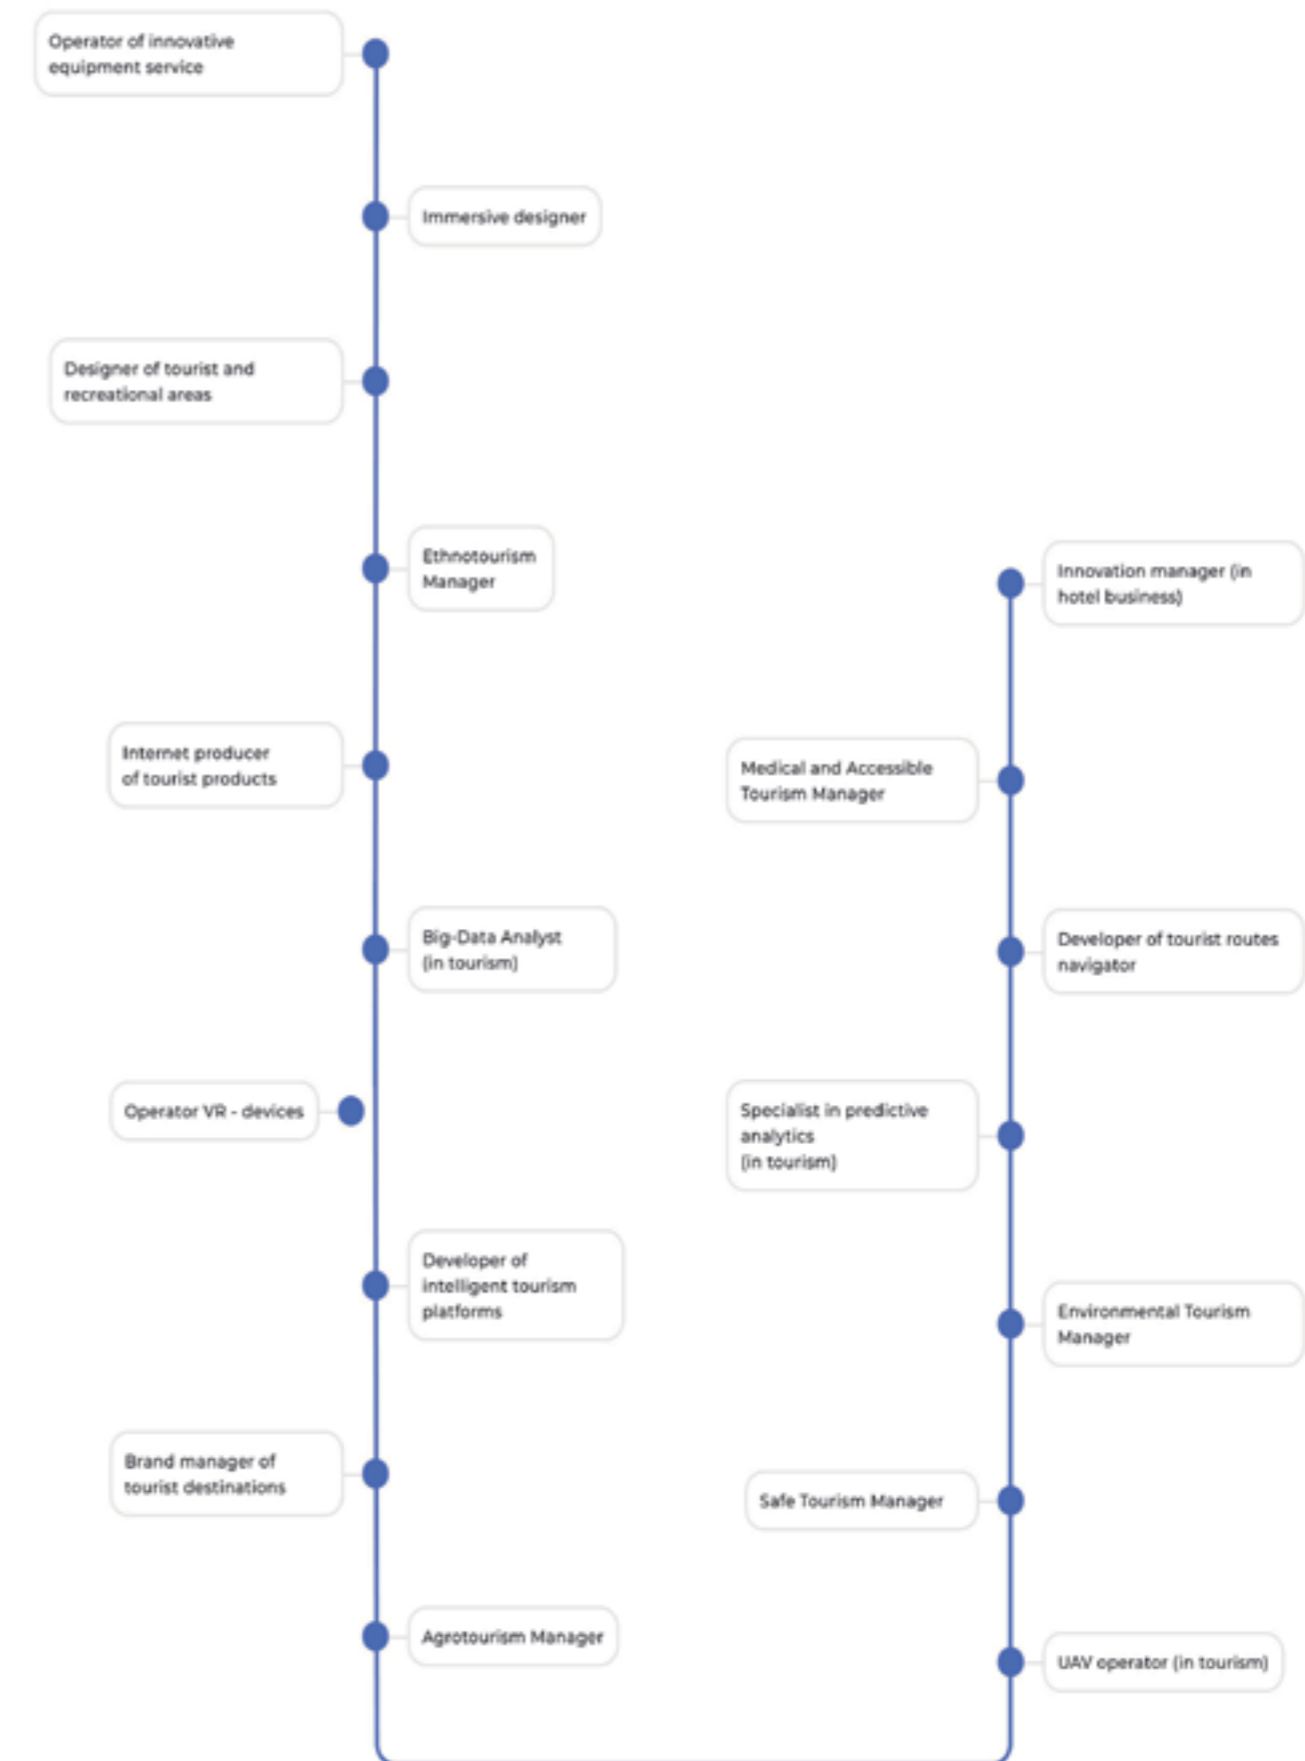 Operator of innovative
equipment service
Immersive designer
Designer of tourist and
recreational areas
Ethnotourism
Manager
Internet producer
of tourist products
Big-Data Analyst
(in tourism)
Operator VR - devices
Developer of
intelligent tourism
platforms
Brand manager of
tourist destinations
Agrotourism Manager
Innovation manager (in
hotel business)
Medical and Accessible
Tourism Manager
Developer of tourist routes
navigator
Specialist in predictive
analytics
(in tourism)
Environmental Tourism
Manager
Safe Tourism Manager
UAV operator (in tourism)